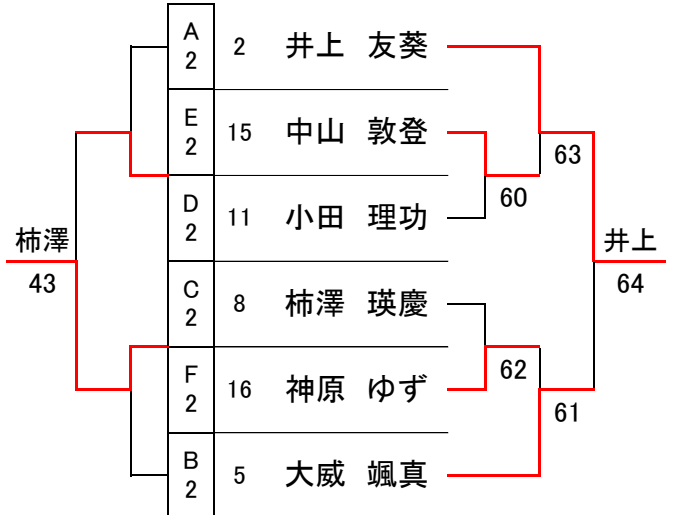 A 2 2 井上 友葵
E 2 15 中山 敦登
63
60
D 2 11 小田 理功
柿澤
井上
43
64
C 2 8 柿澤 瑛慶
62
F 2 16 神原 ゆず
61
B 2 5 大威 颯真